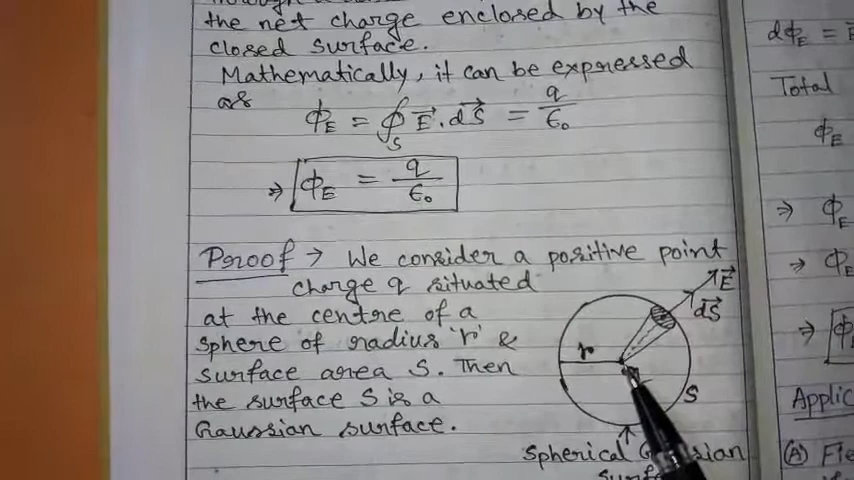 the net charge enclosed by the
closed surface.
Mathematically, it can be expressed
as
ϕE = ∮S E⃗.dS⃗ = q/ε0
⇒ ϕE = q/ε0
Proof → We consider a positive point
charge q situated
at the centre of a
sphere of radius 'r' &
surface area S. Then
the surface S is a
Gaussian surface.
E⃗
dS⃗
r
S
Spherical
dϕE =
Total
ϕE
⇒ ϕE
⇒ ϕE
⇒
(A)